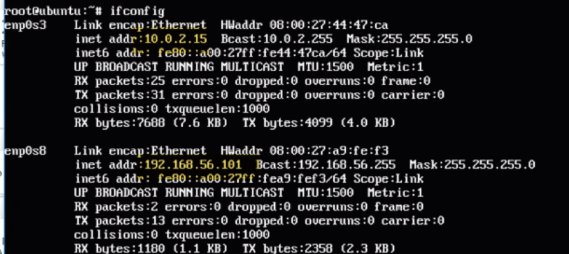 root@ubuntu:~# ifconfig
enp0s3 Link encap:Ethernet HWaddr 08:00:27:44:47:ca
inet addr:10.0.2.15 Bcast:10.0.2.255 Mask:255.255.255.0
inet6 addr: fe80::a00:27ff:fe44:47ca/64 Scope:Link
UP BROADCAST RUNNING MULTICAST MTU:1500 Metric:1
RX packets:25 errors:0 dropped:0 overruns:0 frame:0
TX packets:31 errors:0 dropped:0 overruns:0 carrier:0
collisions:0 txqueuelen:1000
RX bytes:7688 (7.6 KB) TX bytes:4099 (4.0 KB)
enp0s8 Link encap:Ethernet HWaddr 08:00:27:a9:fe:f3
inet addr:192.168.56.101 Bcast:192.168.56.255 Mask:255.255.255.0
inet6 addr: fe80::a00:27ff:fea9:fef3/64 Scope:Link
UP BROADCAST RUNNING MULTICAST MTU:1500 Metric:1
RX packets:2 errors:0 dropped:0 overruns:0 frame:0
TX packets:13 errors:0 dropped:0 overruns:0 carrier:0
collisions:0 txqueuelen:1000
RX bytes:1180 (1.1 KB) TX bytes:2358 (2.3 KB)